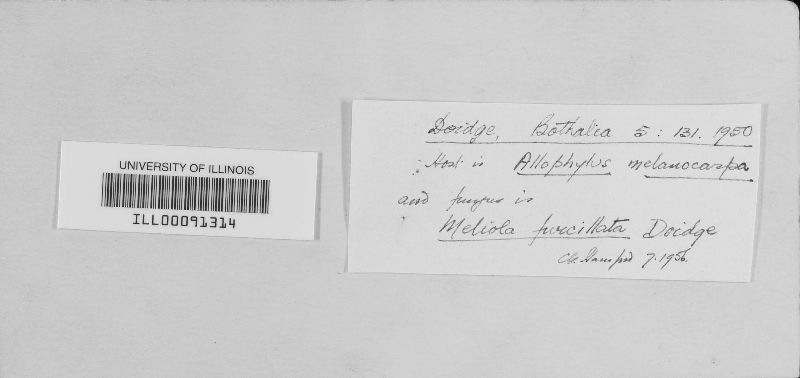 UNIVERSITY OF ILLINOIS
ILL00091314
Doidge, Bothalia 5 : 131. 1950
Host is Allophylus melanocarpa
and fungus is
Meliola furcillata Doidge
7.1956.